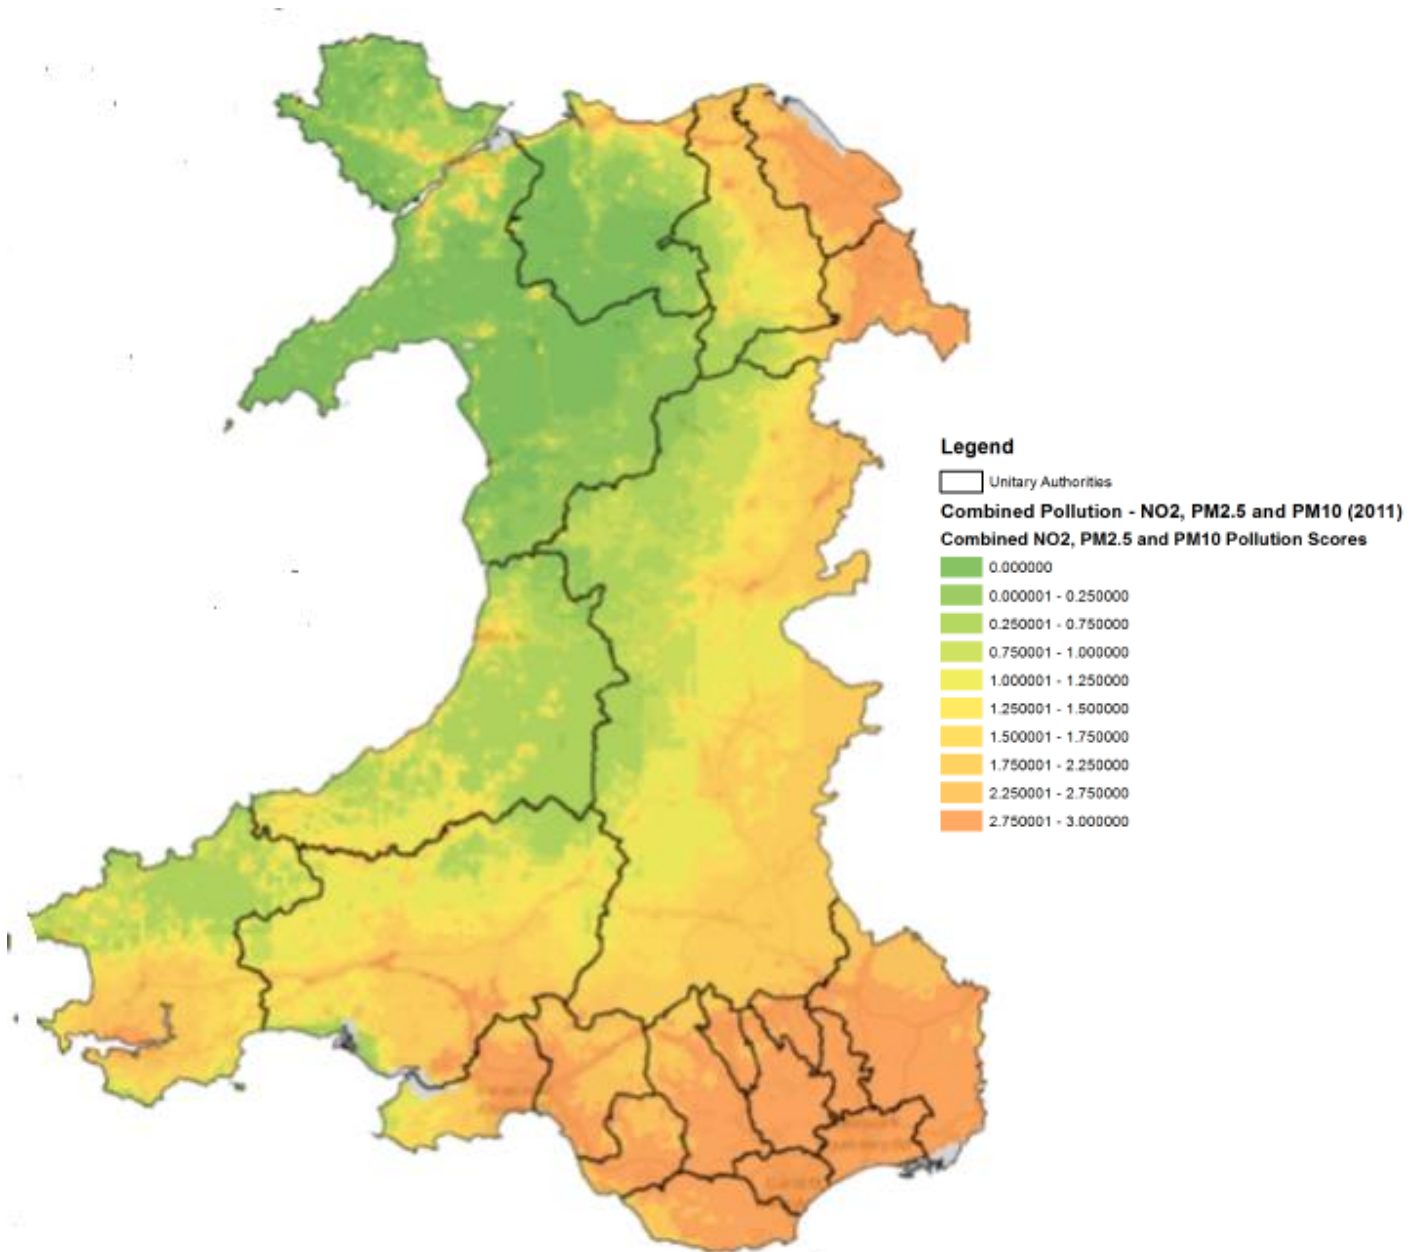 Legend
Unitary Authorities
Combined Pollution - NO2, PM2.5 and PM10 (2011)
Combined NO2, PM2.5 and PM10 Pollution Scores
0.000000
0.000001 - 0.250000
0.250001 - 0.750000
0.750001 - 1.000000
1.000001 - 1.250000
1.250001 - 1.500000
1.500001 - 1.750000
1.750001 - 2.250000
2.250001 - 2.750000
2.750001 - 3.000000